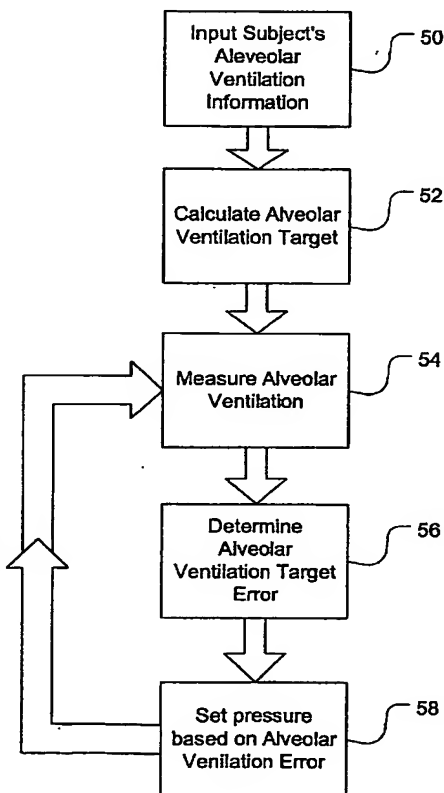 Input Subject's
Aleveolar
Ventilation
Information
50
Calculate Alveolar
Ventilation Target
52
Measure Alveolar
Ventilation
54
Determine
Alveolar
Ventilation Target
Error
56
Set pressure
based on Alveolar
Venilation Error
58